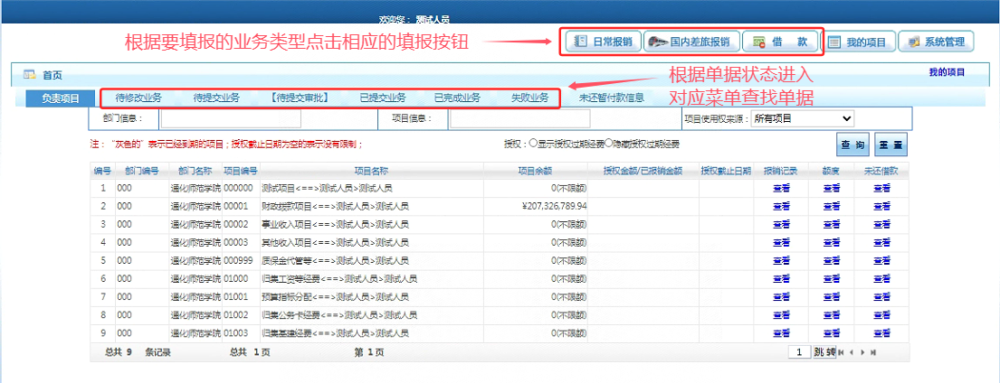 欢迎您： 测试人员
根据要填报的业务类型点击相应的填报按钮
日常报销 国内差旅报销 借 款 我的项目 系统管理
首页 我的项目
根据单据状态进入
对应菜单查找单据
负责项目 待修改业务 待提交业务 【待提交审批】 已提交业务 已完成业务 失败业务 未还暂付款信息
部门信息： 项目信息： 项目使用权来源： 所有项目
注：“灰色的”表示已经到期的项目；授权截止日期为空的表示没有限制； 授权：显示授权过期经费 隐藏授权过期经费 查 询 重 置
编号 部门编号 部门名称 项目编号 项目名称 项目余额 授权金额/已报销金额 授权截止日期 报销记录 额度 未还借款
1 000 通化师范学院 000000 测试项目<==>测试人员>测试人员 0(不限额) 查看 查看 查看
2 000 通化师范学院 00001 财政拨款项目<==>测试人员>测试人员 ¥207,326,789.94 查看 查看 查看
3 000 通化师范学院 00002 事业收入项目<==>测试人员>测试人员 0(不限额) 查看 查看 查看
4 000 通化师范学院 00003 其他收入项目<==>测试人员>测试人员 0(不限额) 查看 查看 查看
5 000 通化师范学院 000999 质保金代管等<==>测试人员>测试人员 0(不限额) 查看 查看 查看
6 000 通化师范学院 01000 归集工资等经费<==>测试人员>测试人员 0(不限额) 查看 查看 查看
7 000 通化师范学院 01001 预算指标分配<==>测试人员>测试人员 0(不限额) 查看 查看 查看
8 000 通化师范学院 01002 归集公务卡经费<==>测试人员>测试人员 0(不限额) 查看 查看 查看
9 000 通化师范学院 01003 归集基建经费<==>测试人员>测试人员 0(不限额) 查看 查看 查看
总共 9 条记录 总共 1 页 第 1 页 1 跳 转